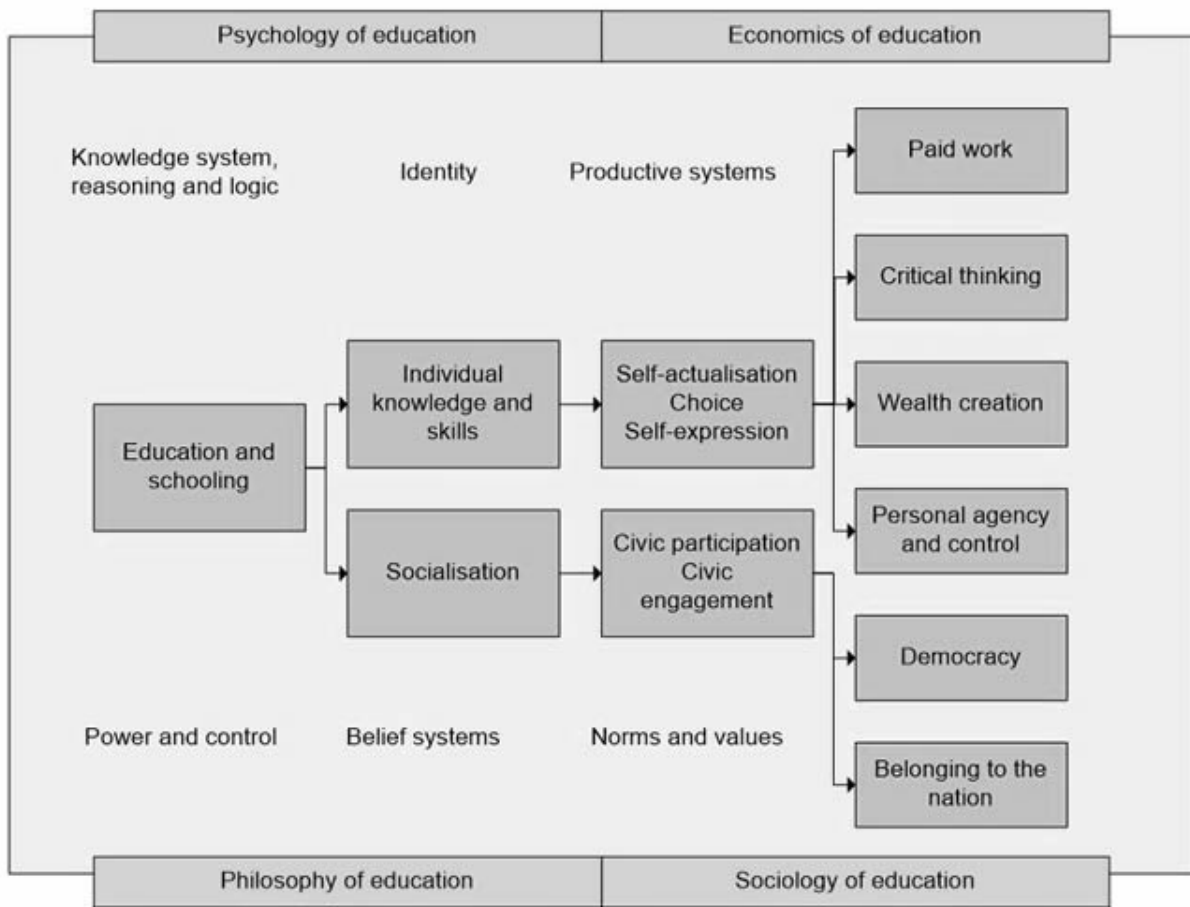 Psychology of education
Economics of education
Knowledge system,
reasoning and logic
Identity
Productive systems
Paid work
Critical thinking
Individual
knowledge and
skills
Self-actualisation
Choice
Self-expression
Wealth creation
Education and
schooling
Socialisation
Civic participation
Civic
engagement
Personal agency
and control
Democracy
Power and control
Belief systems
Norms and values
Belonging to the
nation
Philosophy of education
Sociology of education